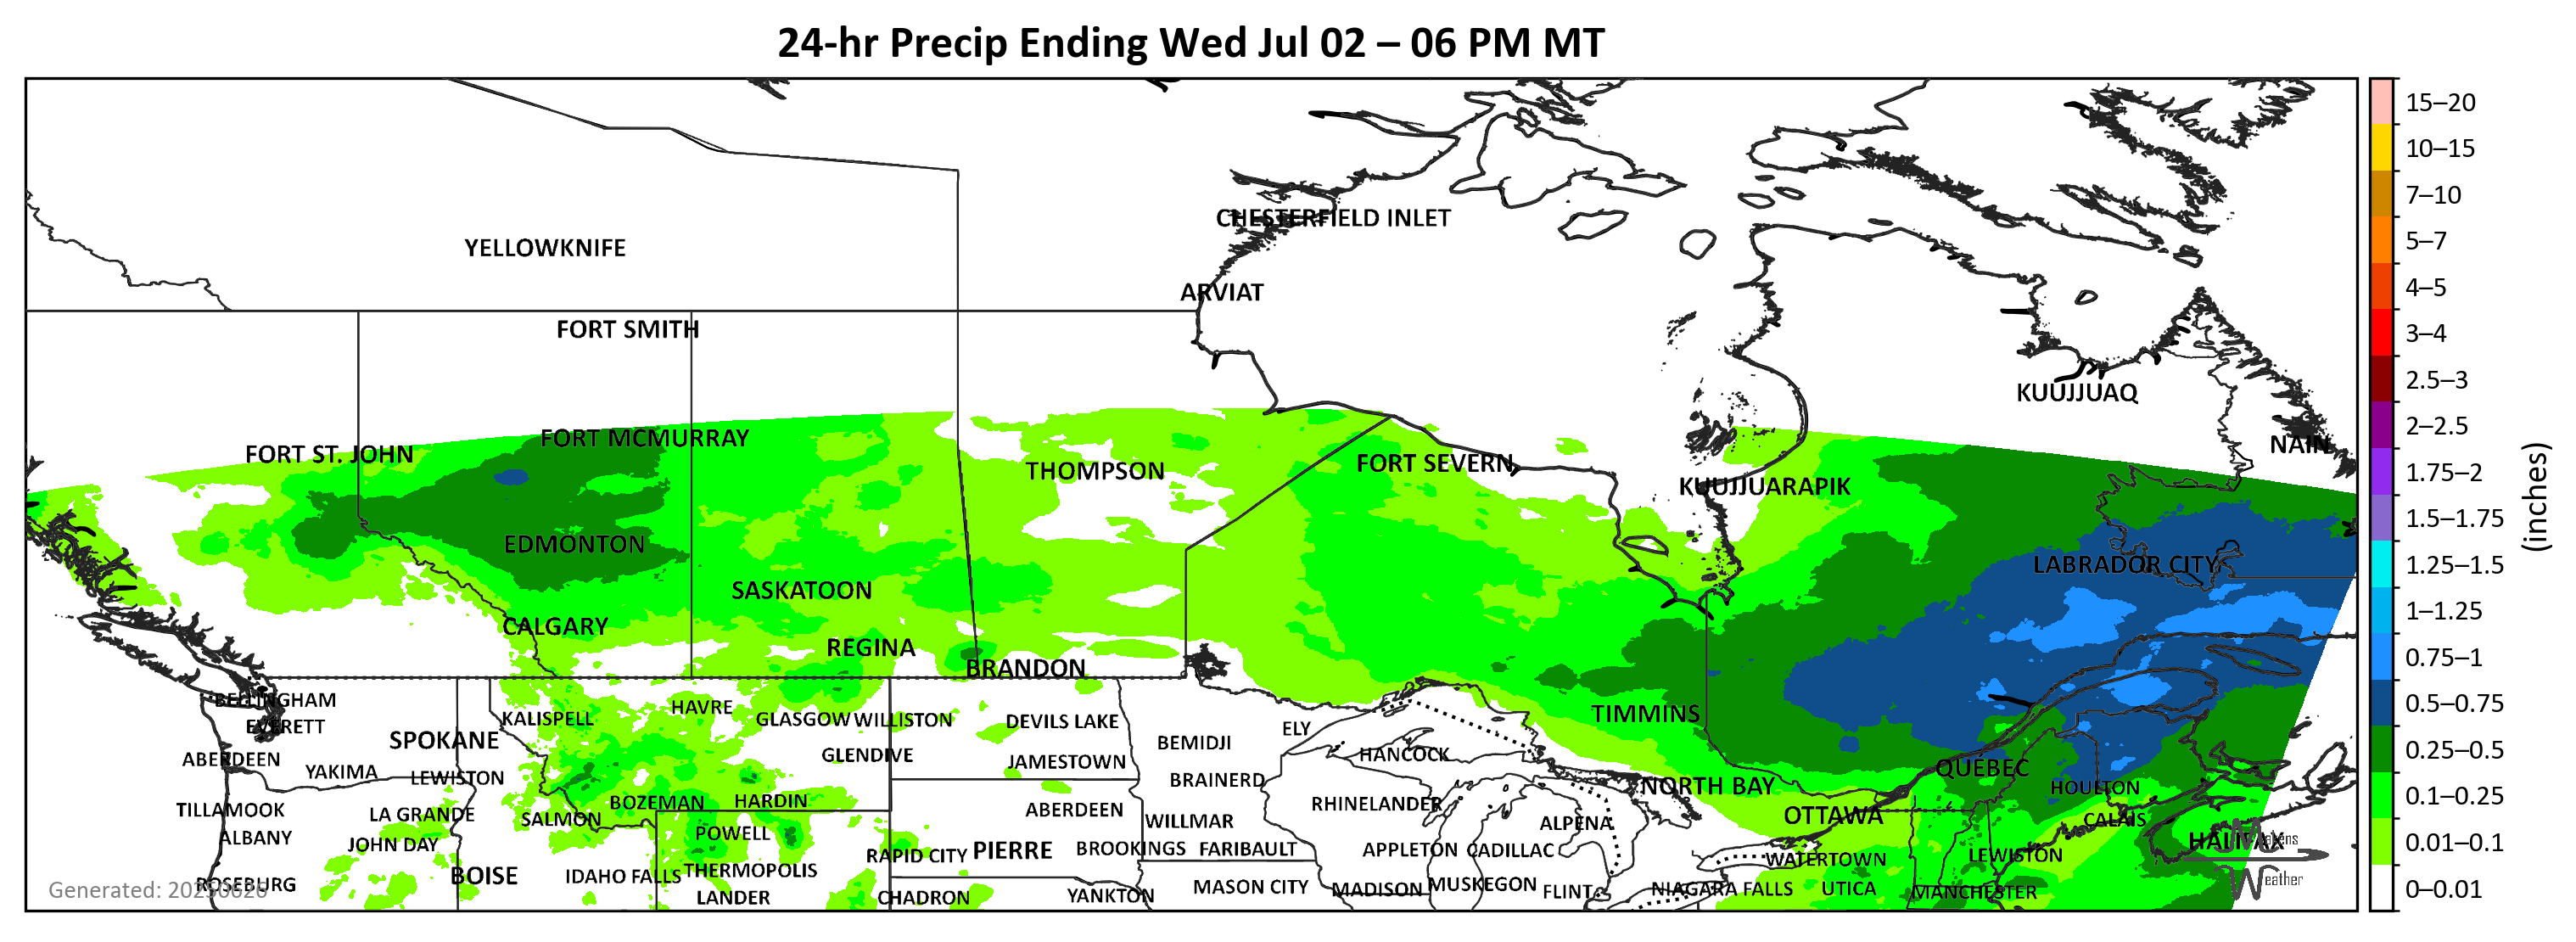 24-hr Precip Ending Wed Jul 02 – 06 PM MT
15–20
10–15
7–10
5–7
4–5
3–4
2.5–3
2–2.5
1.75–2
1.5–1.75
1.25–1.5
1–1.25
0.75–1
0.5–0.75
0.25–0.5
0.1–0.25
0.01–0.1
0–0.01
(inches)
CHESTERFIELD INLET
YELLOWKNIFE
ARVIAT
FORT SMITH
KUUJJUAQ
FORT MCMURRAY
NAIN
FORT ST. JOHN
FORT SEVERN
THOMPSON
KUUJJUARAPIK
EDMONTON
LABRADOR CITY
SASKATOON
CALGARY
REGINA
BRANDON
BELLINGHAM
HAVRE
TIMMINS
KALISPELL
GLASGOW
WILLISTON
DEVILS LAKE
EVERETT
ELY
SPOKANE
BEMIDJI
ABERDEEN
GLENDIVE
JAMESTOWN
HANCOCK
QUEBEC
YAKIMA
LEWISTON
BRAINERD
NORTH BAY
HOULTON
TILLAMOOK
LA GRANDE
BOZEMAN
HARDIN
ABERDEEN
RHINELANDER
OTTAWA
SALMON
WILLMAR
ALPENA
CALAIS
ALBANY
JOHN DAY
POWELL
HALIFAX
BROOKINGS
FARIBAULT
APPLETON
CADILLAC
RAPID CITY
PIERRE
WATERTOWN
LEWISTON
BOISE
IDAHO FALLS
THERMOPOLIS
ROSEBURG
MASON CITY
MADISON
MUSKEGON
FLINT
NIAGARA FALLS
UTICA
MANCHESTER
LANDER
CHADRON
YANKTON
Generated: 20250626
Weather